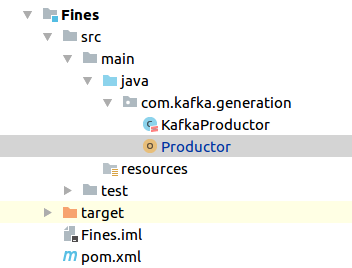 Fines
src
main
java
com.kafka.generation
KafkaProductor
Productor
resources
test
target
Fines.iml
pom.xml